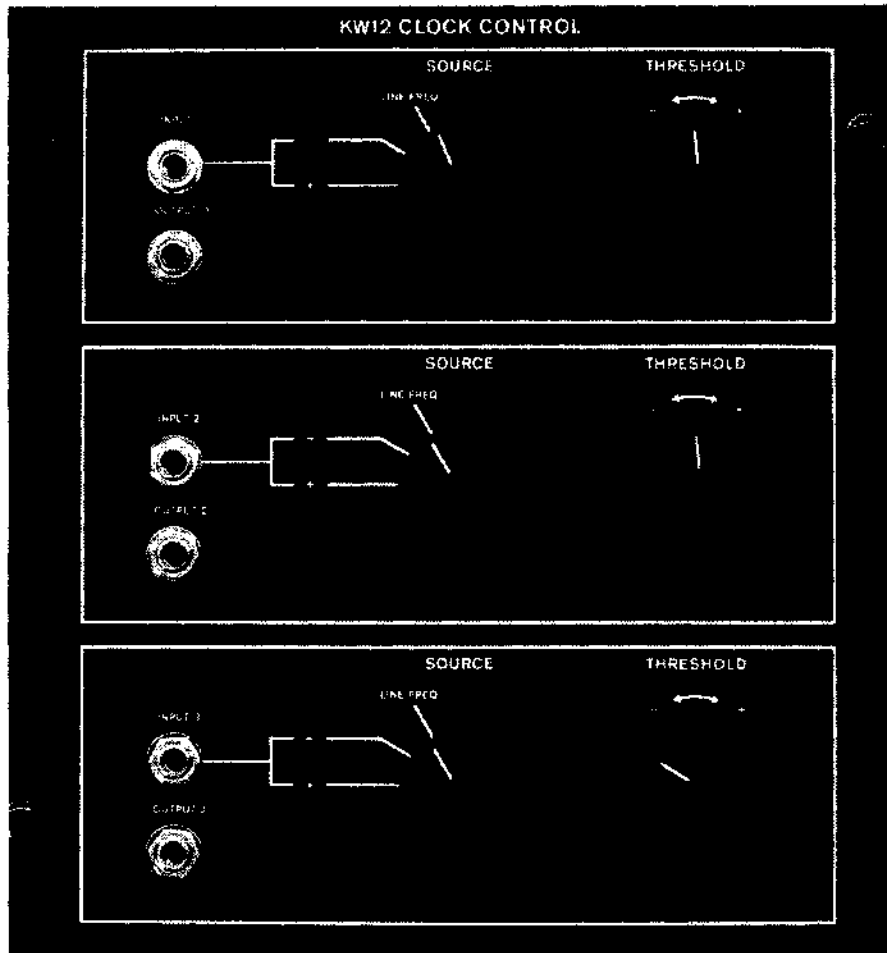 KW12 CLOCK CONTROL
SOURCE THRESHOLD
LINE FREQ
- +
INPUT
- 
+
OUTPUT
SOURCE THRESHOLD
LINE FREQ
- +
INPUT 2
-
+
OUTPUT 2
SOURCE THRESHOLD
LINE FREQ
- +
INPUT 3
-
+
OUTPUT 3